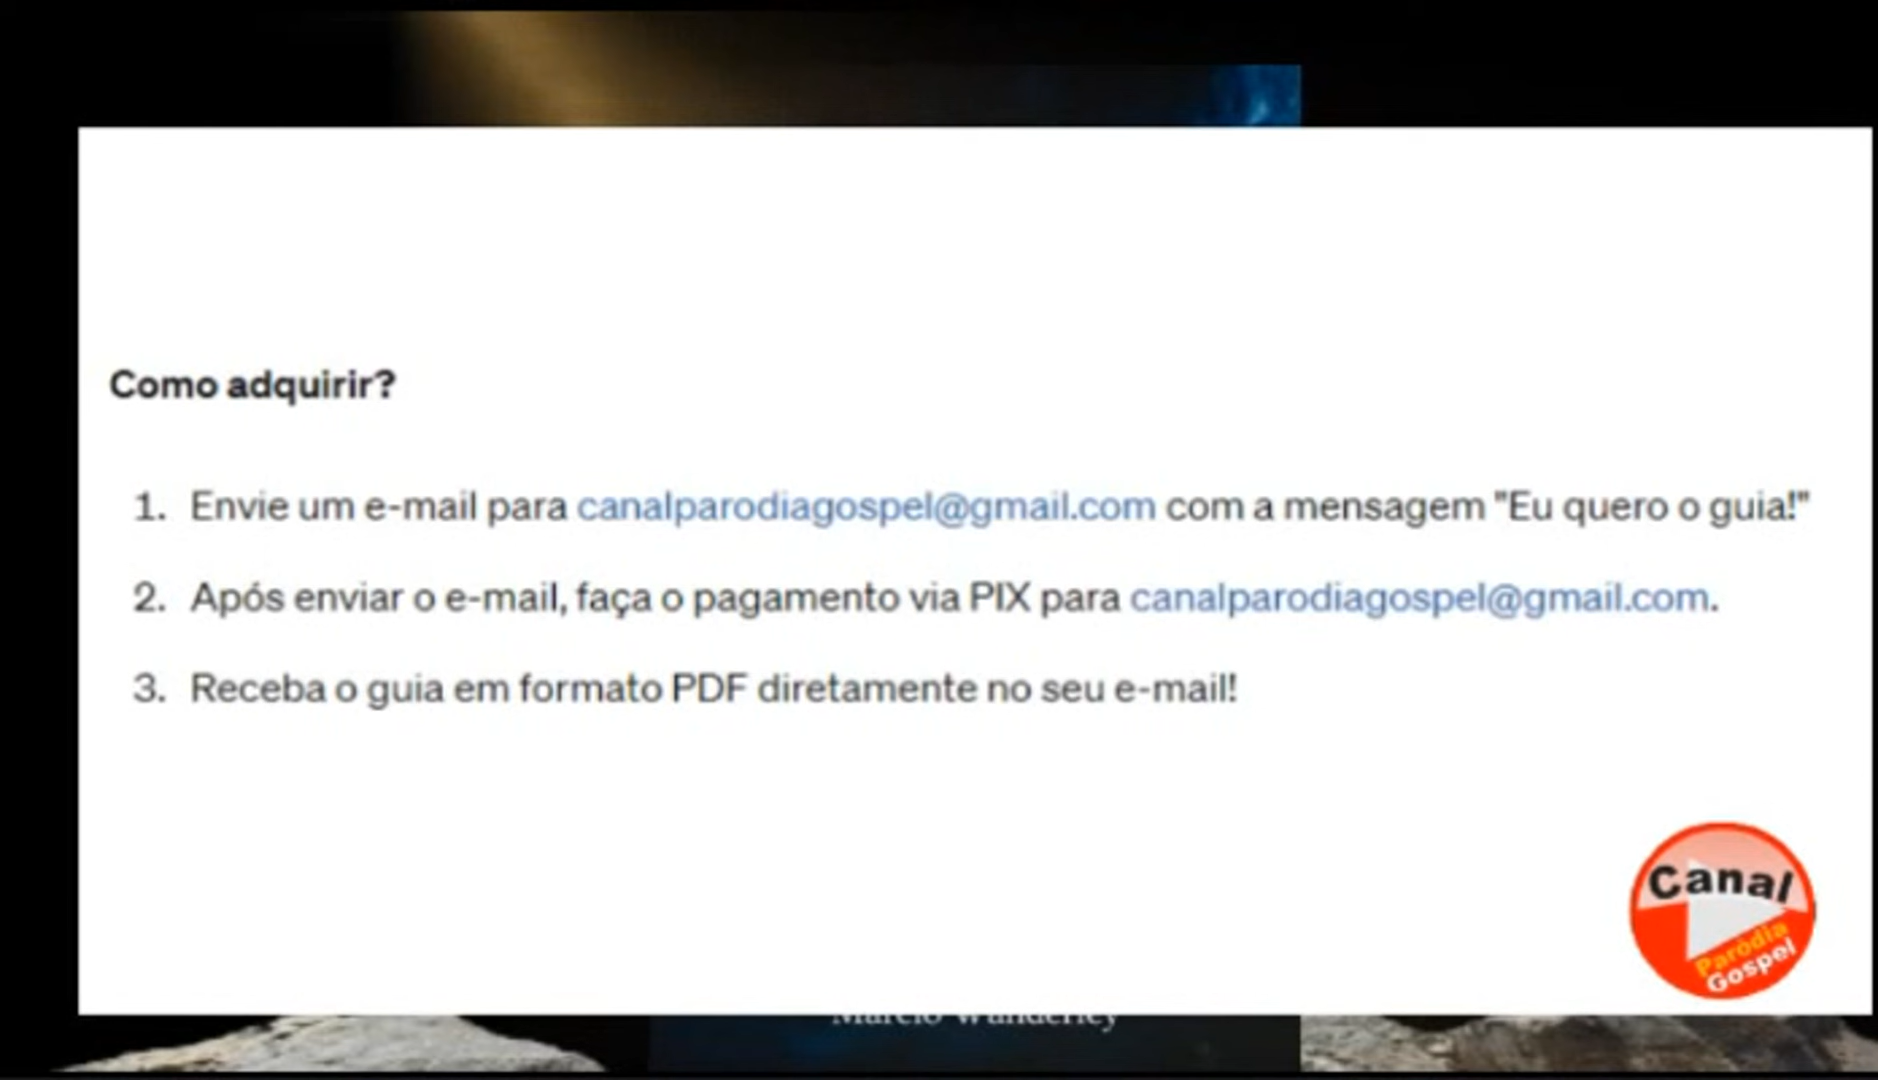 Como adquirir?
1. Envie um e-mail para canalparodiagospel@gmail.com com a mensagem "Eu quero o guia!"
2. Após enviar o e-mail, faça o pagamento via PIX para canalparodiagospel@gmail.com.
3. Receba o guia em formato PDF diretamente no seu e-mail!
Canal
Paródia
Gospel
Marcio Wanderley